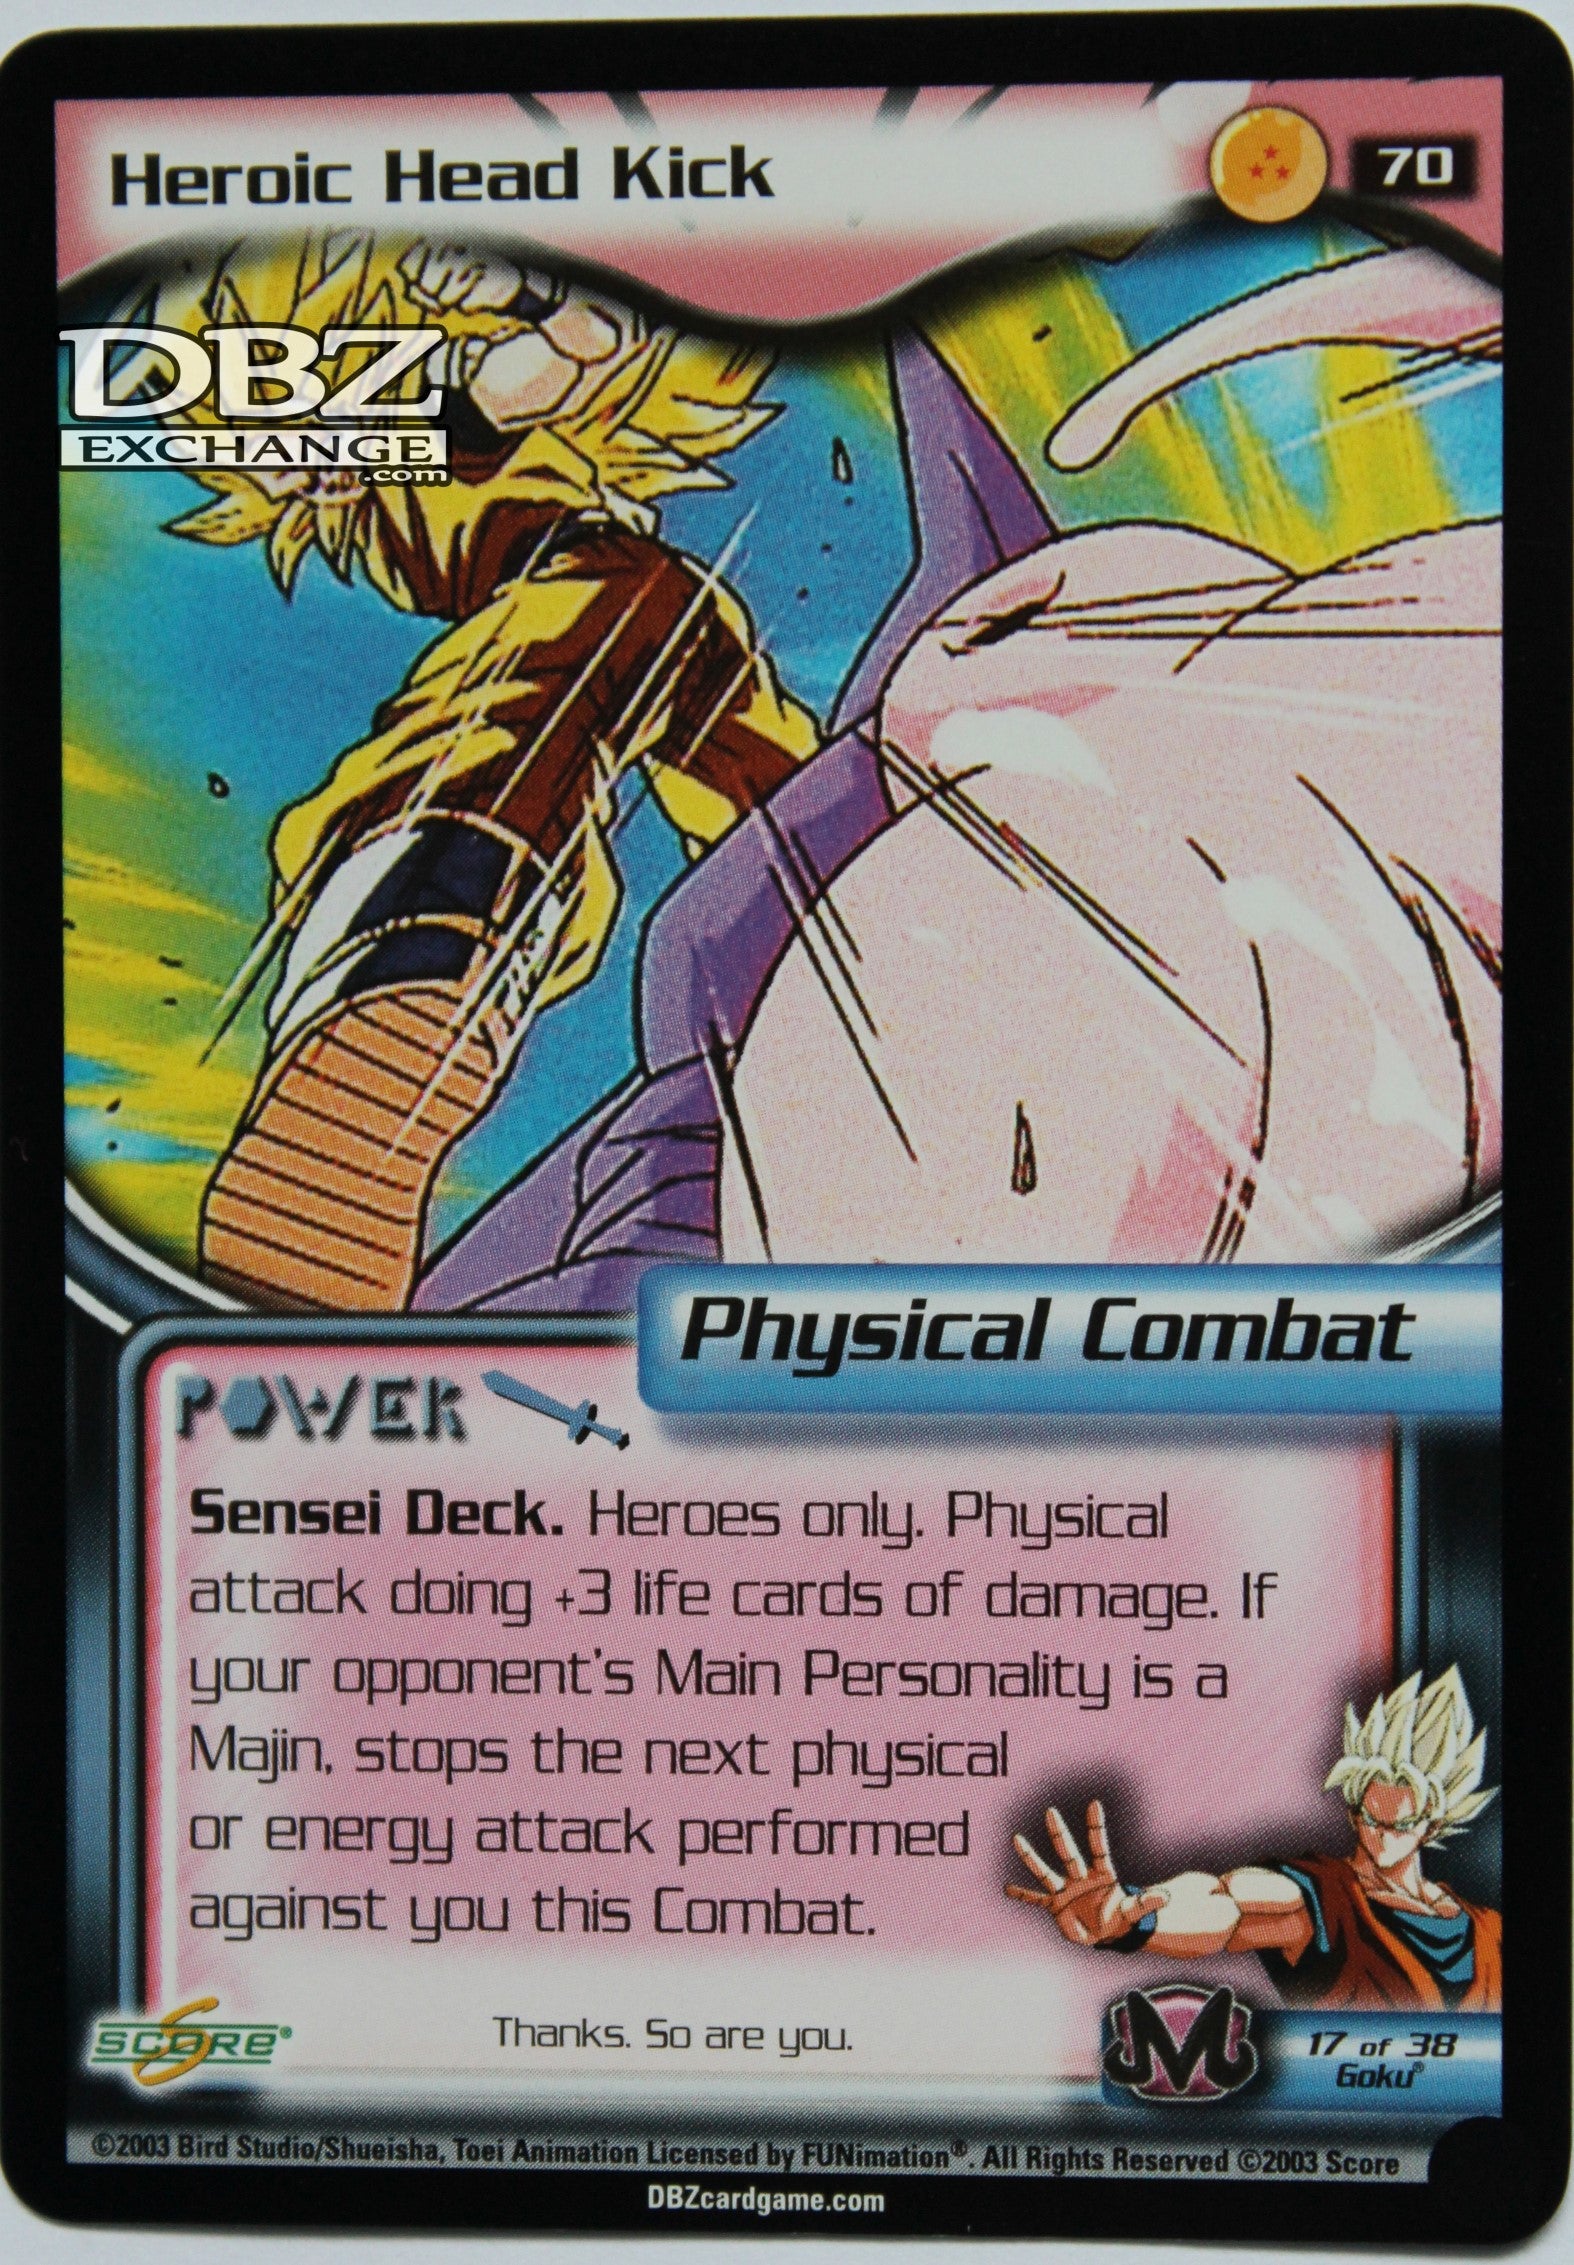 Heroic Head Kick
70
DBZ
EXCHANGE
.com
Physical Combat
POWER
Sensei Deck. Heroes only. Physical
attack doing +3 life cards of damage. If
your opponent's Main Personality is a
Majin, stops the next physical
or energy attack performed
against you this Combat.
SCORE®
Thanks. So are you.
M
17 of 38
Goku®
©2003 Bird Studio/Shueisha, Toei Animation Licensed by FUNimation®. All Rights Reserved ©2003 Score
DBZcardgame.com